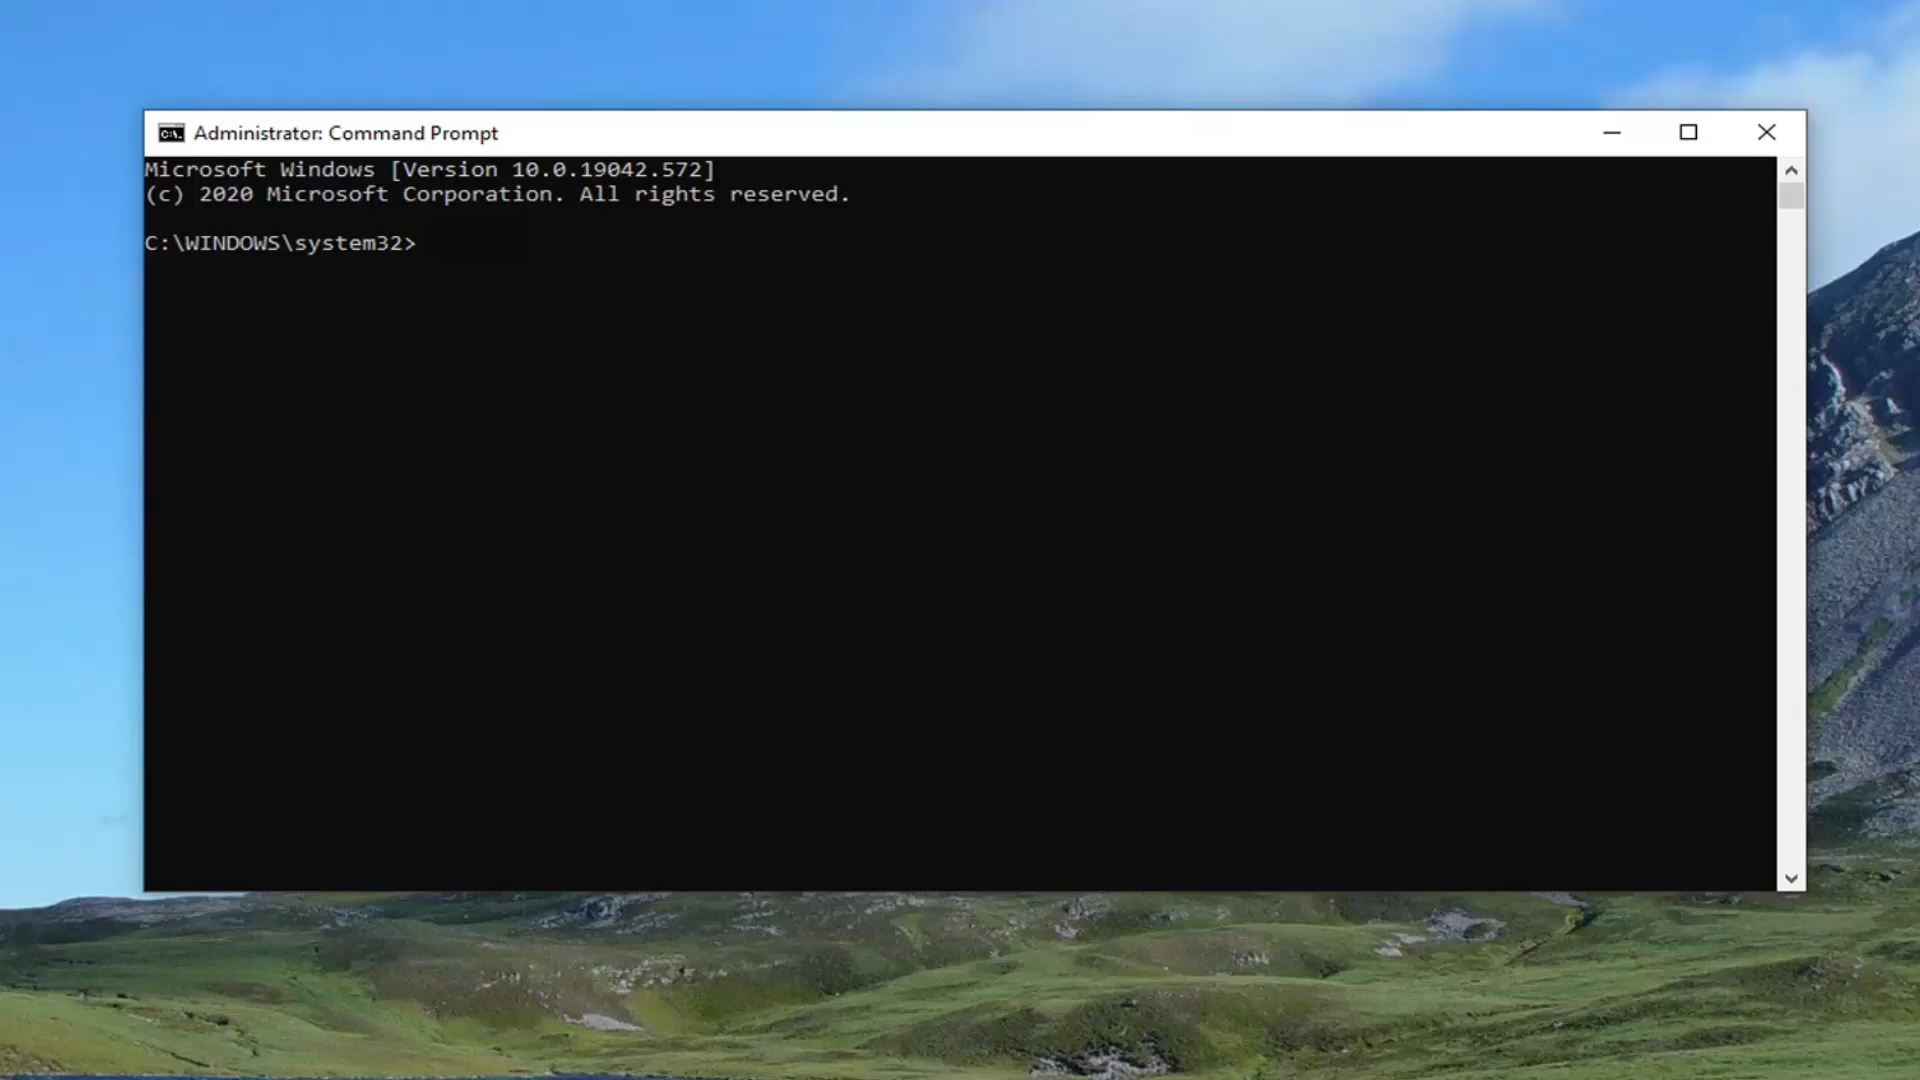 Administrator: Command Prompt
Microsoft Windows [Version 10.0.19042.572]
(c) 2020 Microsoft Corporation. All rights reserved.
C:\WINDOWS\system32>